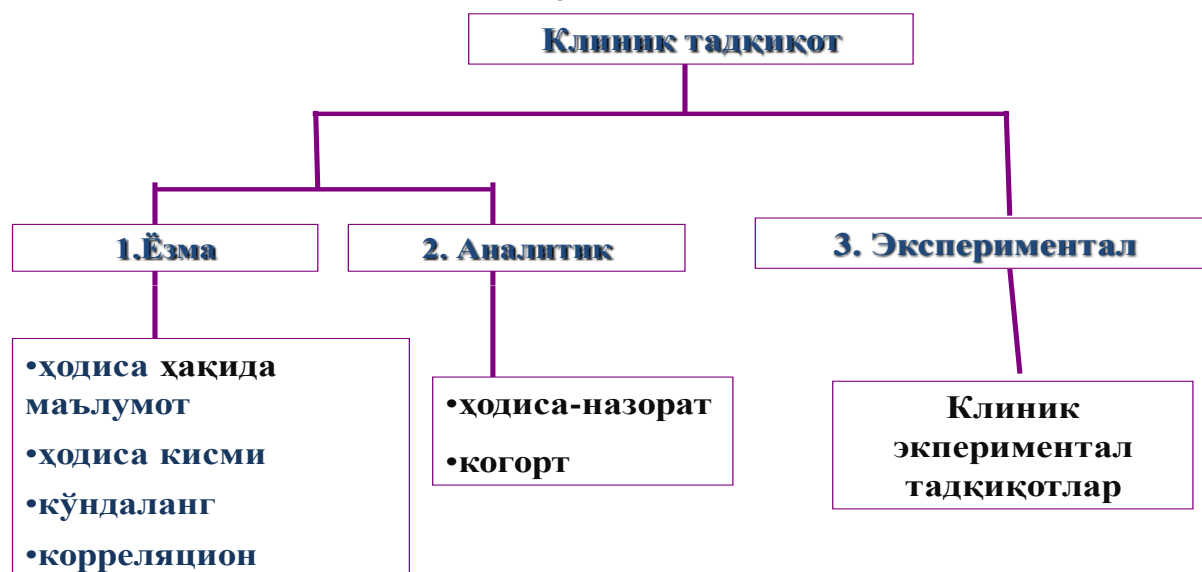 Клиник тадқиқот
1.Ёзма
2. Аналитик
3. Экспериментал
•ҳодиса ҳақида
маълумот
•ҳодиса кисми
•кўндаланг
•корреляцион
•ҳодиса-назорат
•когорт
Клиник
экпериментал
тадқиқотлар